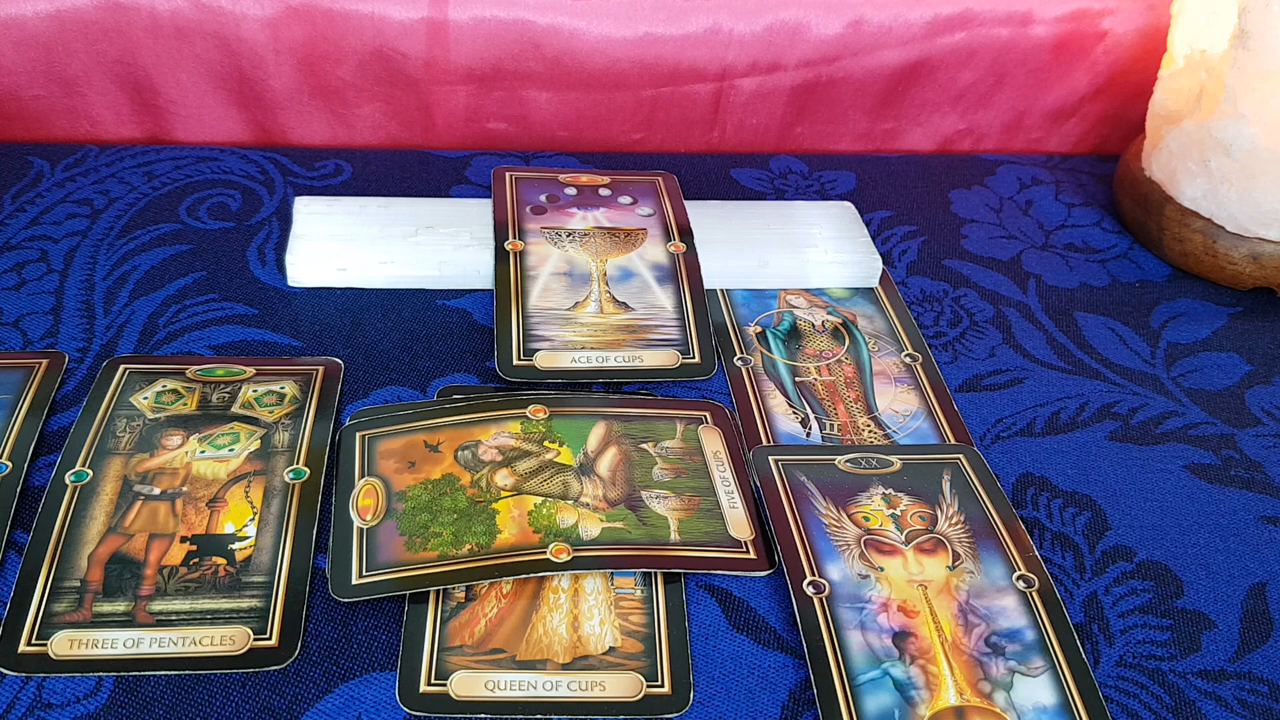 ACE OF CUPS
FIVE OF CUPS
XX
THREE OF PENTACLES
QUEEN OF CUPS